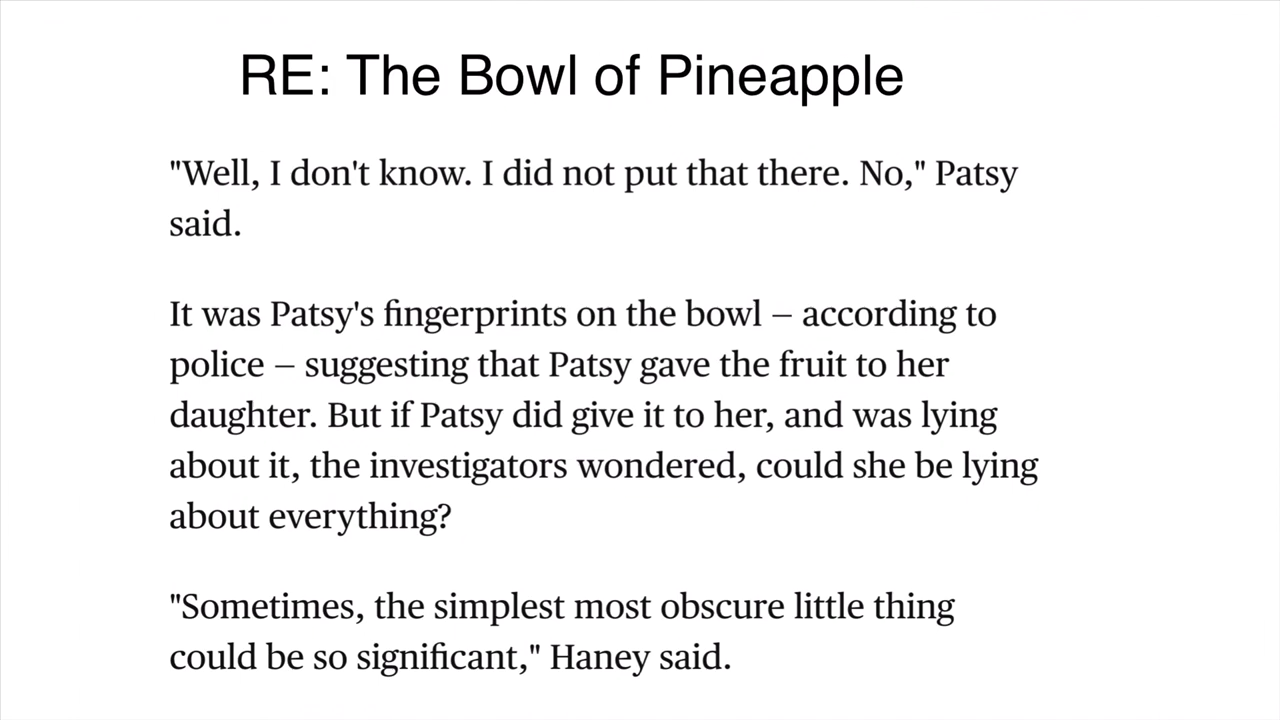 RE: The Bowl of Pineapple
"Well, I don't know. I did not put that there. No," Patsy
said.
It was Patsy's fingerprints on the bowl – according to
police – suggesting that Patsy gave the fruit to her
daughter. But if Patsy did give it to her, and was lying
about it, the investigators wondered, could she be lying
about everything?
"Sometimes, the simplest most obscure little thing
could be so significant," Haney said.